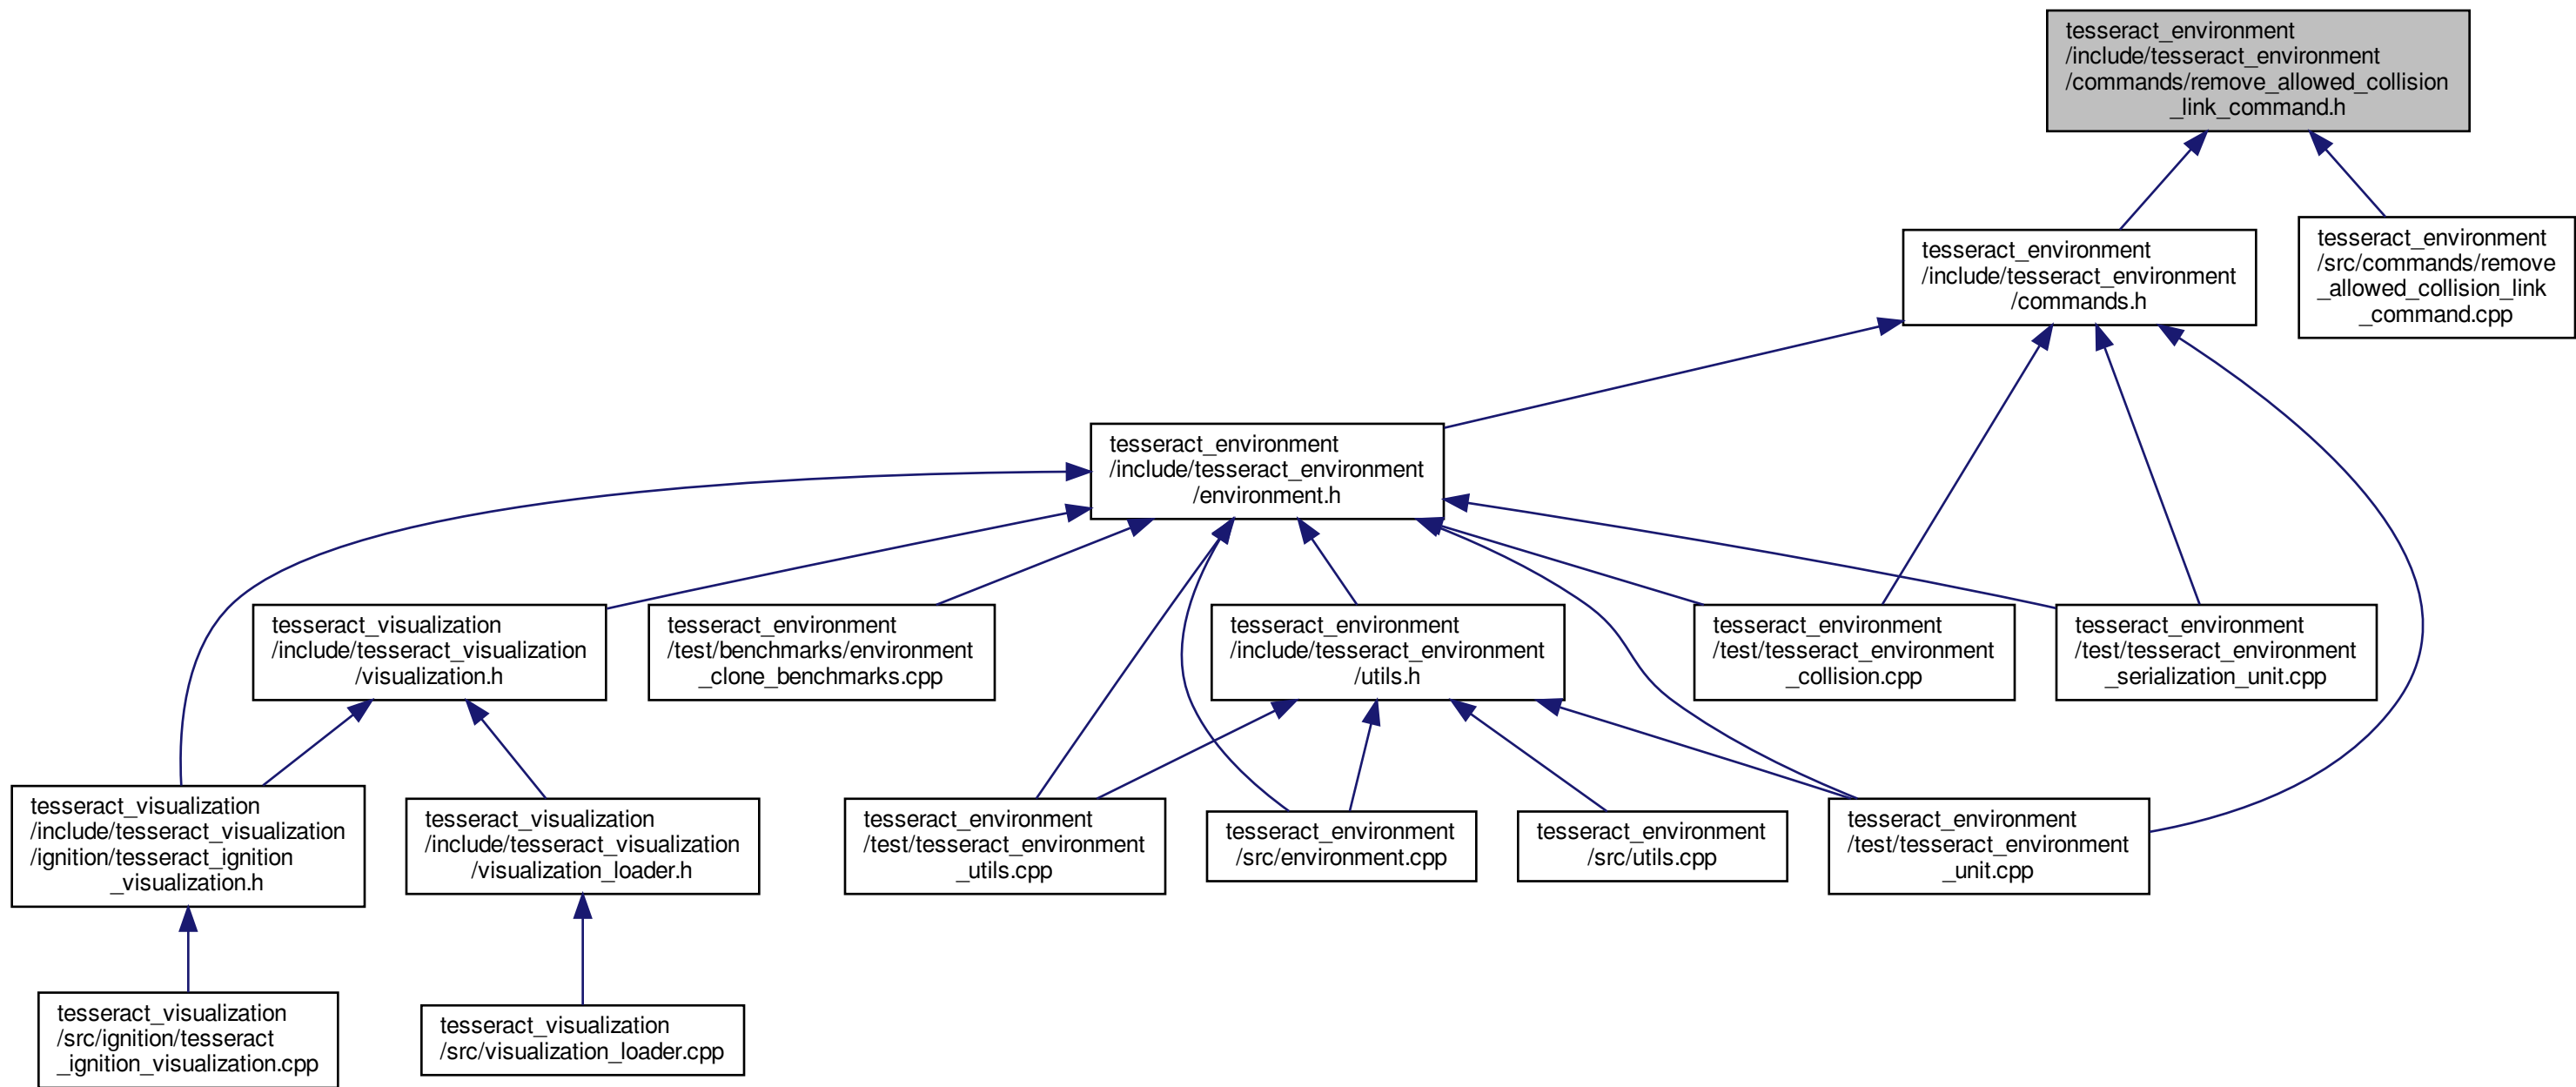 tesseract_environment
/include/tesseract_environment
/commands/remove_allowed_collision
_link_command.h
tesseract_environment
/include/tesseract_environment
/commands.h
tesseract_environment
/src/commands/remove
_allowed_collision_link
_command.cpp
tesseract_environment
/include/tesseract_environment
/environment.h
tesseract_visualization
/include/tesseract_visualization
/visualization.h
tesseract_environment
/test/benchmarks/environment
_clone_benchmarks.cpp
tesseract_environment
/include/tesseract_environment
/utils.h
tesseract_environment
/test/tesseract_environment
_collision.cpp
tesseract_environment
/test/tesseract_environment
_serialization_unit.cpp
tesseract_visualization
/include/tesseract_visualization
/ignition/tesseract_ignition
_visualization.h
tesseract_visualization
/include/tesseract_visualization
/visualization_loader.h
tesseract_environment
/test/tesseract_environment
_utils.cpp
tesseract_environment
/src/environment.cpp
tesseract_environment
/src/utils.cpp
tesseract_environment
/test/tesseract_environment
_unit.cpp
tesseract_visualization
/src/ignition/tesseract
_ignition_visualization.cpp
tesseract_visualization
/src/visualization_loader.cpp